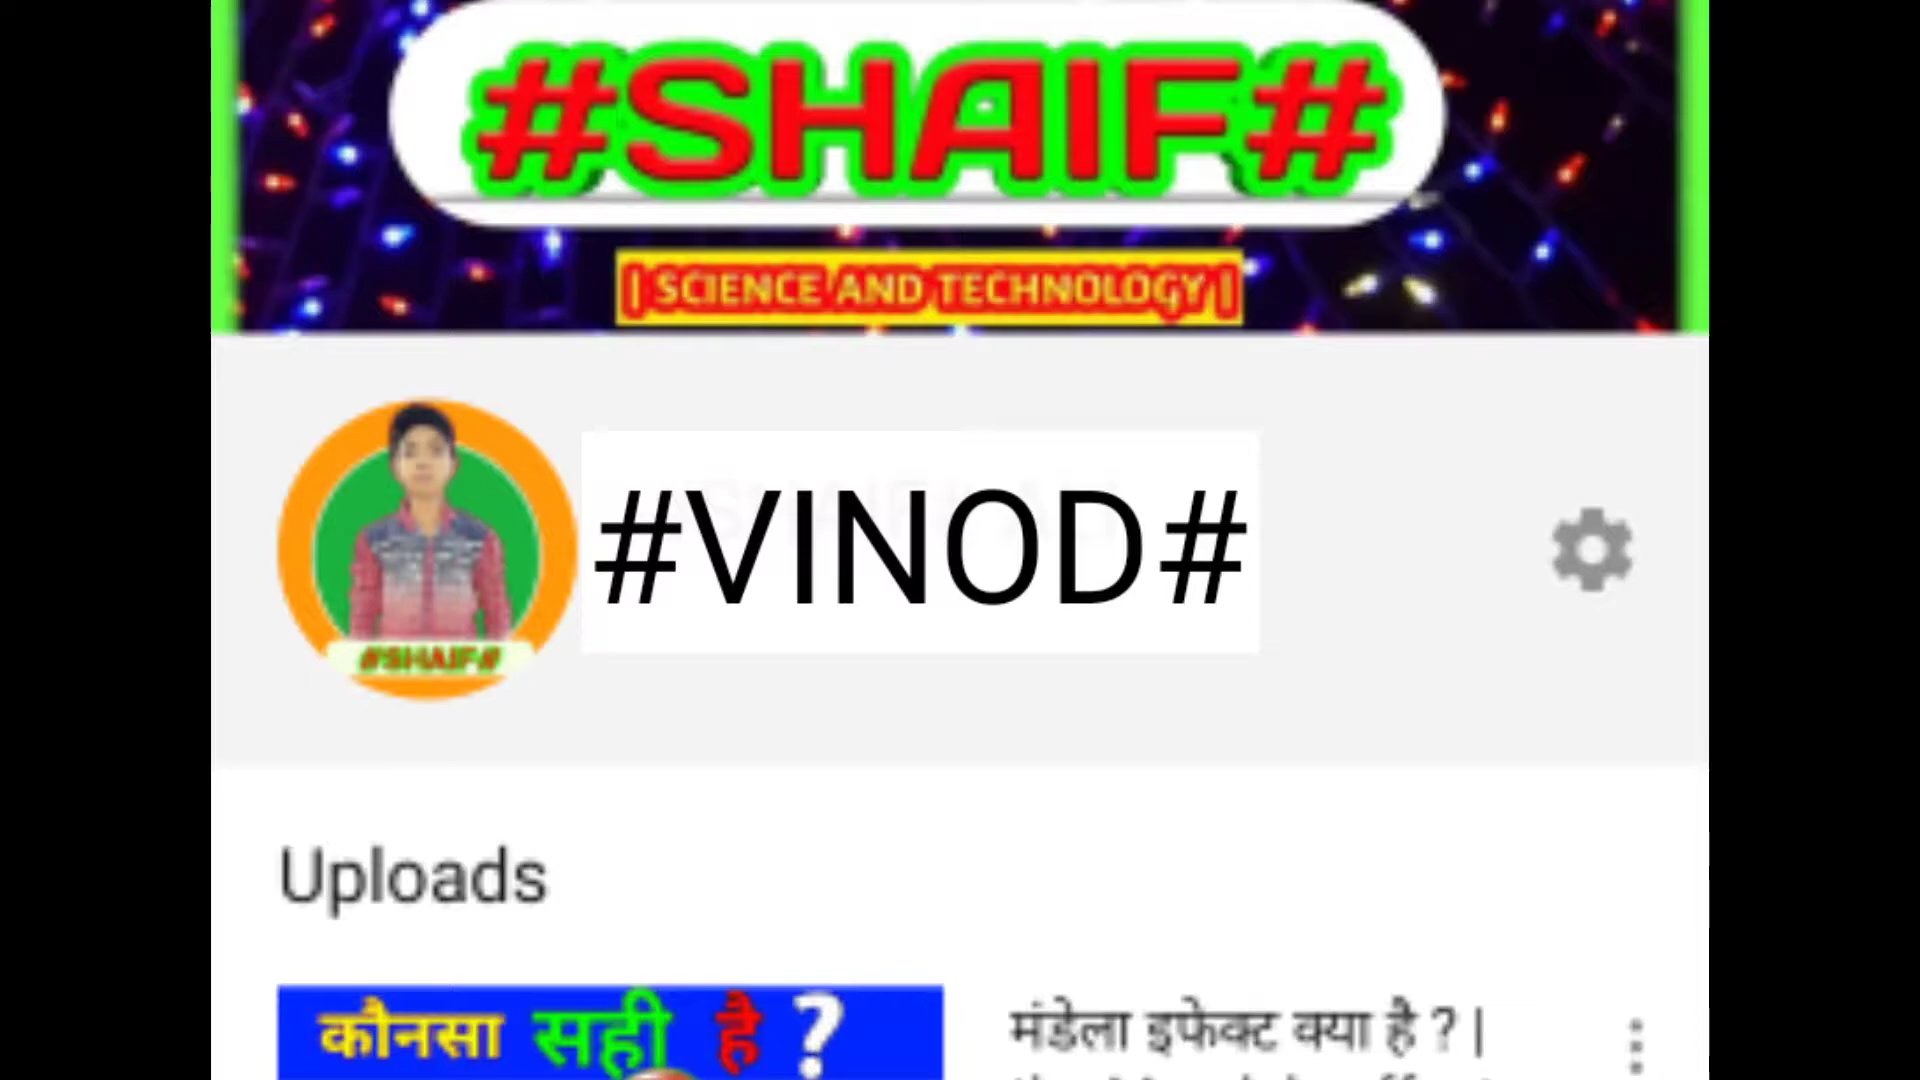 #SHAIF#
| SCIENCE AND TECHNOLOGY |
#VINOD#
#SHAIF#
Uploads
कौनसा सही है ?
मंडेला इफेक्ट क्या है ? |